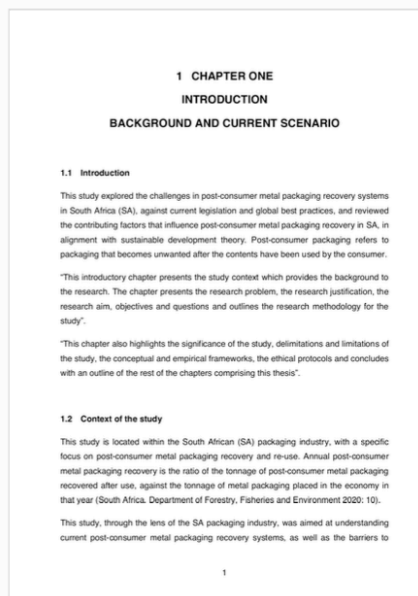 1 CHAPTER ONE
INTRODUCTION
BACKGROUND AND CURRENT SCENARIO
1.1 Introduction
This study explored the challenges in post-consumer metal packaging recovery systems
in South Africa (SA), against current legislation and global best practices, and reviewed
the contributing factors that influence post-consumer metal packaging recovery in SA, in
alignment with sustainable development theory. Post-consumer packaging refers to
packaging that becomes unwanted after the contents have been used by the consumer.
“This introductory chapter presents the study context which provides the background to
the research. The chapter presents the research problem, the research justification, the
research aim, objectives and questions and outlines the research methodology for the
study”.
“This chapter also highlights the significance of the study, delimitations and limitations of
the study, the conceptual and empirical frameworks, the ethical protocols and concludes
with an outline of the rest of the chapters comprising this thesis”.
1.2 Context of the study
This study is located within the South African (SA) packaging industry, with a specific
focus on post-consumer metal packaging recovery and re-use. Annual post-consumer
metal packaging recovery is the ratio of the tonnage of post-consumer metal packaging
recovered after use, against the tonnage of metal packaging placed in the economy in
that year (South Africa. Department of Forestry, Fisheries and Environment 2020: 10).
This study, through the lens of the SA packaging industry, was aimed at understanding
current post-consumer metal packaging recovery systems, as well as the barriers to
1